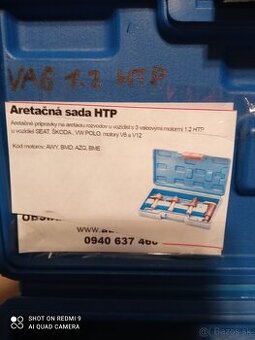 VAG 1.2 HTP
Aretačná sada HTP
Aretačné prípravky na aretáciu rozvodov u vozidiel s 3-valcovými motormi 1.2 HTP
u vozidiel SEAT, ŠKODA, VW POLO, motory V6 a V12
Kód motorov: AWY, BMD, AZQ, BME
0940 637 460
SHOT ON REDMI 9
AI QUAD CAMERA